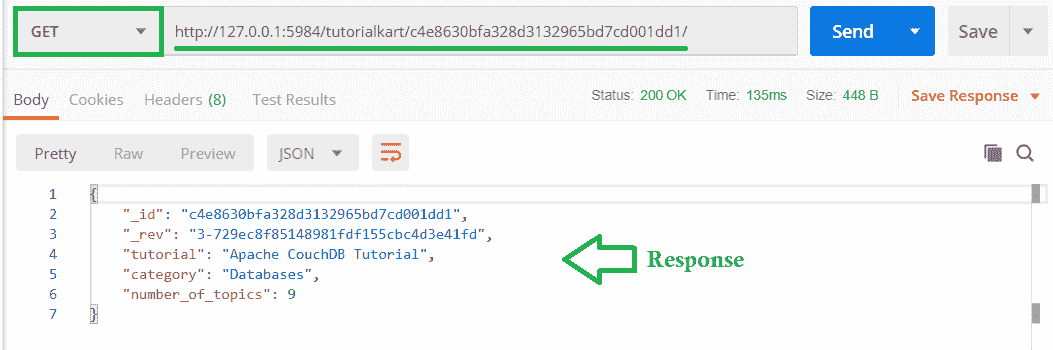 GET http://127.0.0.1:5984/tutorialkart/c4e8630bfa328d3132965bd7cd001dd1/ Send Save
Body Cookies Headers (8) Test Results Status: 200 OK Time: 135ms Size: 448 B Save Response
Pretty Raw Preview JSON
1 {
2 "_id": "c4e8630bfa328d3132965bd7cd001dd1",
3 "_rev": "3-729ec8f85148981fdf155cbc4d3e41fd",
4 "tutorial": "Apache CouchDB Tutorial",
5 "category": "Databases",
6 "number_of_topics": 9
7 }
Response